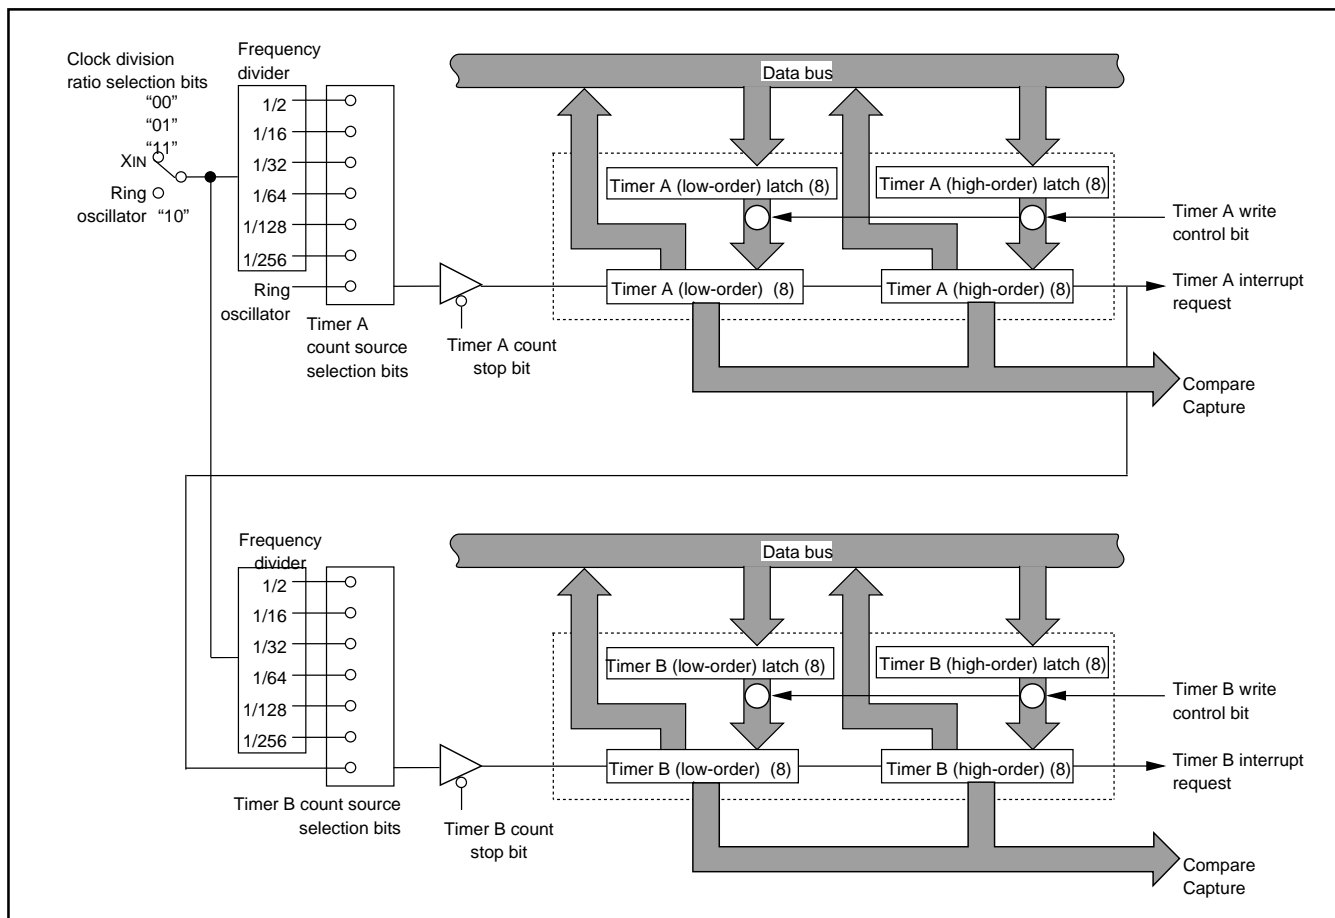 Clock division
ratio selection bits
“00”
“01”
“11”
XIN
Ring
oscillator “10”
Frequency
divider
1/2
1/16
1/32
1/64
1/128
1/256
Ring
oscillator
Timer A
count source
selection bits
Timer A count
stop bit
Data bus
Timer A (low-order) latch (8)
Timer A (high-order) latch (8)
Timer A write
control bit
Timer A (low-order) (8)
Timer A (high-order) (8)
Timer A interrupt
request
Compare
Capture
Frequency
divider
1/2
1/16
1/32
1/64
1/128
1/256
Timer B count source
selection bits
Timer B count
stop bit
Data bus
Timer B (low-order) latch (8)
Timer B (high-order) latch (8)
Timer B write
control bit
Timer B (low-order) (8)
Timer B (high-order) (8)
Timer B interrupt
request
Compare
Capture